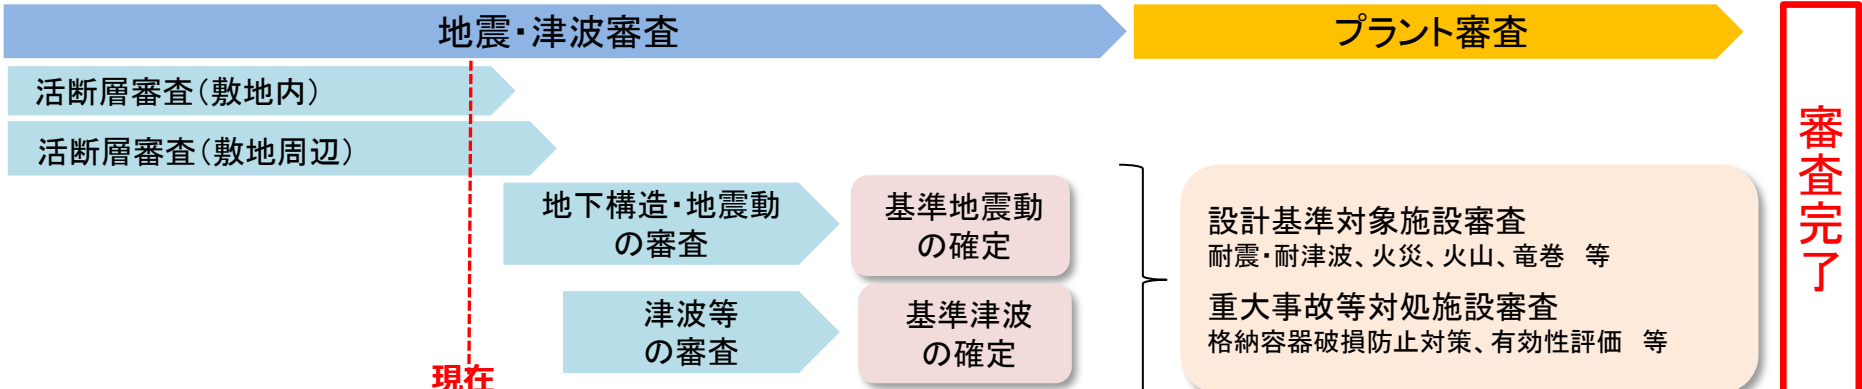 地震・津波審査
プラント審査
活断層審査(敷地内)
活断層審査(敷地周辺)
地下構造・地震動
の審査
基準地震動
の確定
津波等
の審査
基準津波
の確定
設計基準対象施設審査
耐震・耐津波、火災、火山、竜巻 等
重大事故等対処施設審査
格納容器破損防止対策、有効性評価 等
審査完了
現在